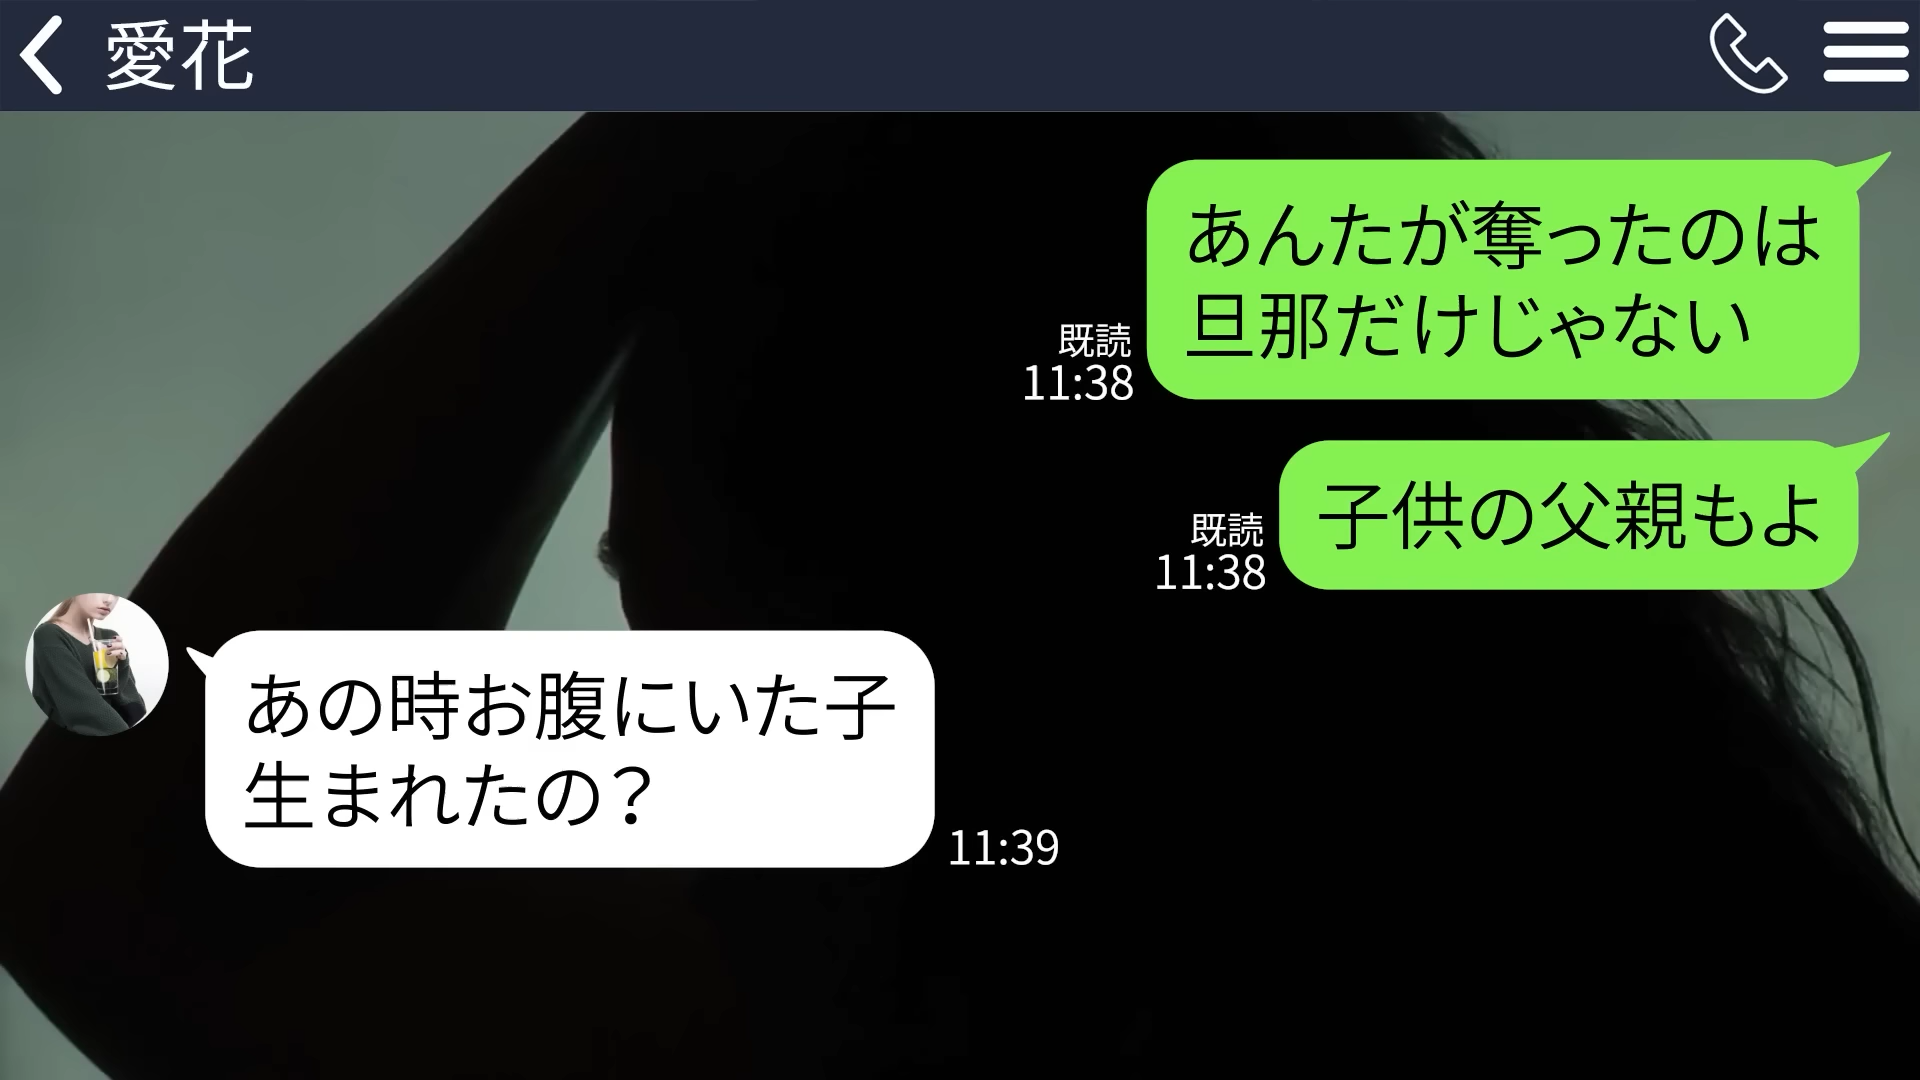 愛花
あんたが奪ったのは
旦那だけじゃない
既読
11:38
子供の父親もよ
既読
11:38
あの時お腹にいた子
生まれたの？
11:39